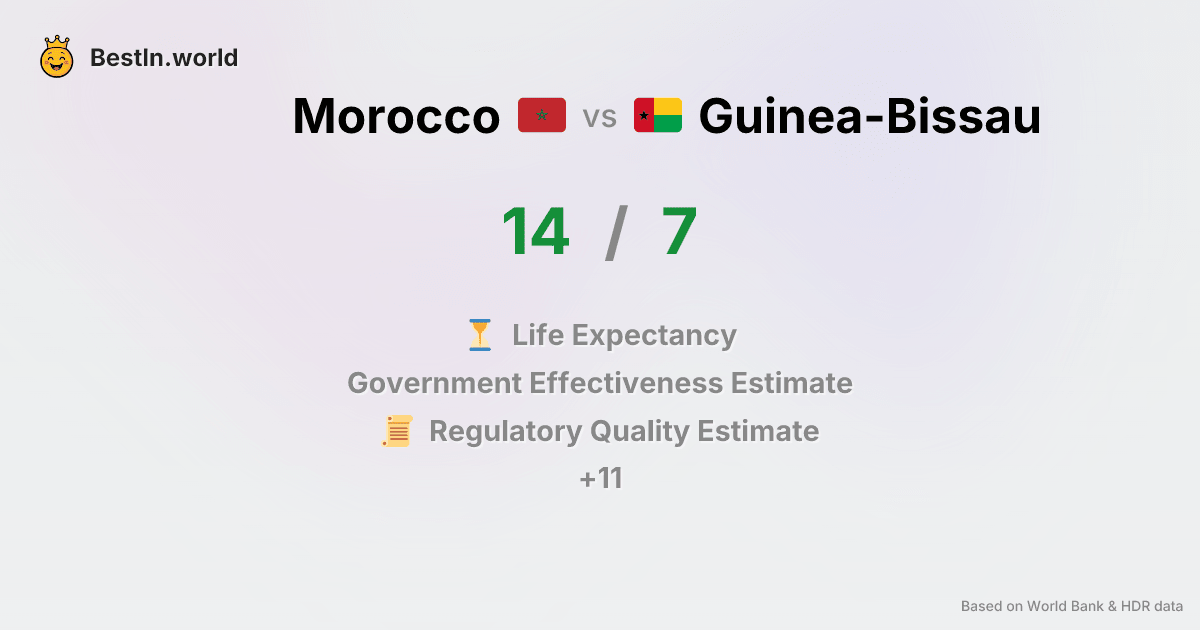 BestIn.world
Morocco vs Guinea-Bissau
14 / 7
Life Expectancy
Government Effectiveness Estimate
Regulatory Quality Estimate
+11
Based on World Bank & HDR data